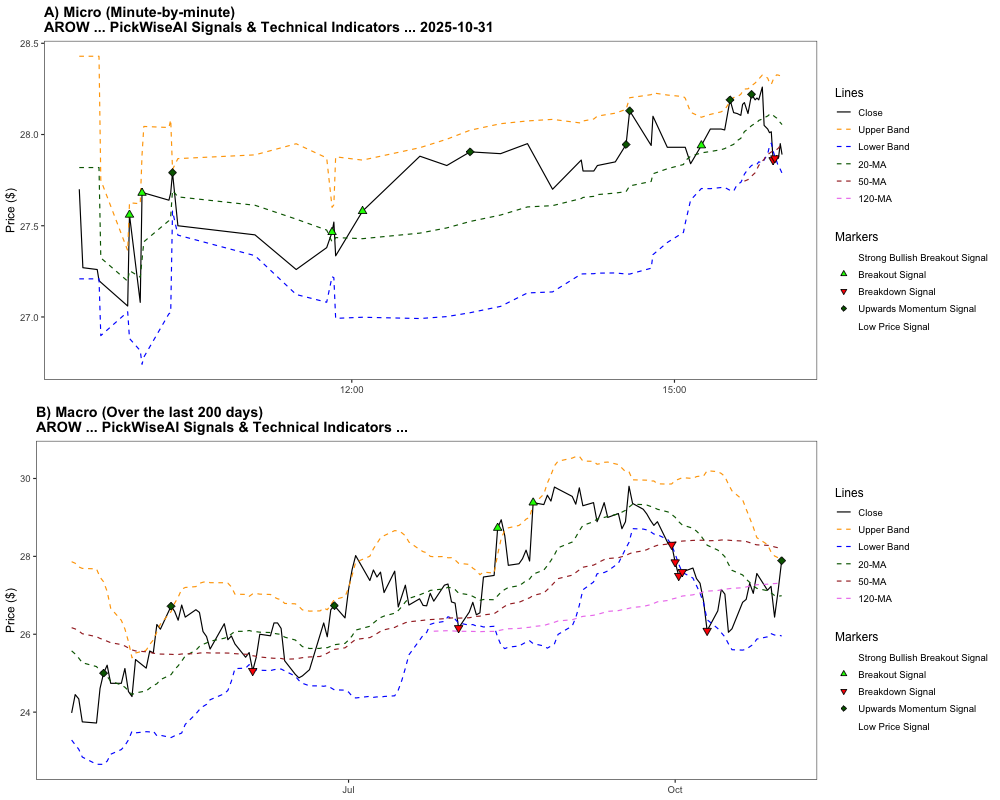 A) Micro (Minute-by-minute)
AROW ... PickWiseAI Signals & Technical Indicators ... 2025-10-31
28.5
28.0
27.5
27.0
Price ($)
12:00
15:00
Lines
Close
Upper Band
Lower Band
20-MA
50-MA
120-MA
Markers
Strong Bullish Breakout Signal
Breakout Signal
Breakdown Signal
Upwards Momentum Signal
Low Price Signal
B) Macro (Over the last 200 days)
AROW ... PickWiseAI Signals & Technical Indicators ...
30
28
26
24
Price ($)
Jul
Oct
Lines
Close
Upper Band
Lower Band
20-MA
50-MA
120-MA
Markers
Strong Bullish Breakout Signal
Breakout Signal
Breakdown Signal
Upwards Momentum Signal
Low Price Signal